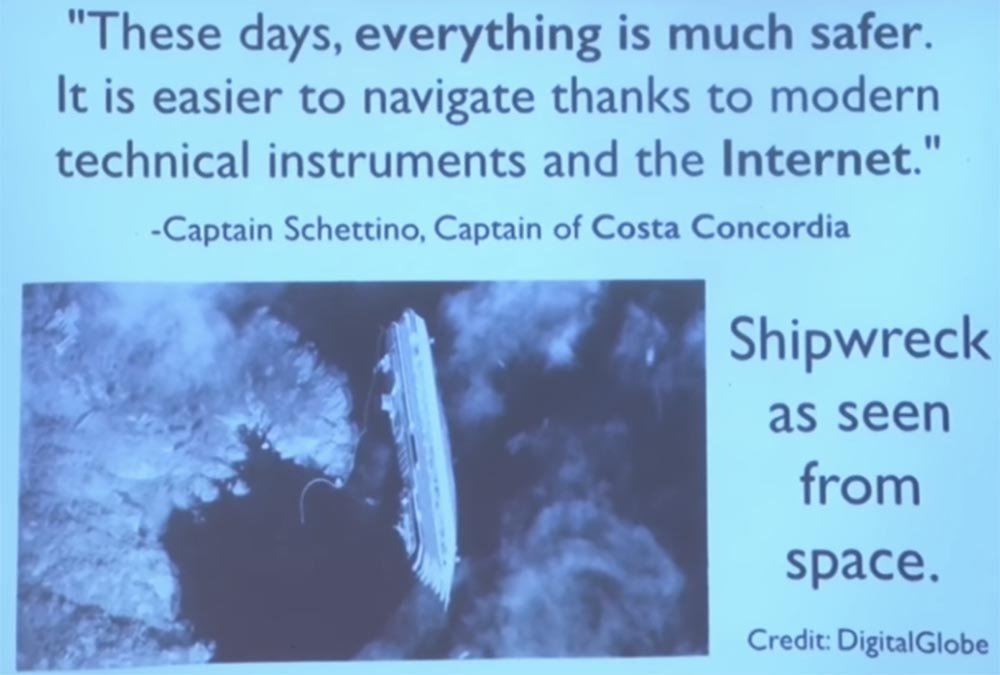 "These days, everything is much safer.
It is easier to navigate thanks to modern
technical instruments and the Internet."
-Captain Schettino, Captain of Costa Concordia
Shipwreck
as seen
from
space.
Credit: DigitalGlobe